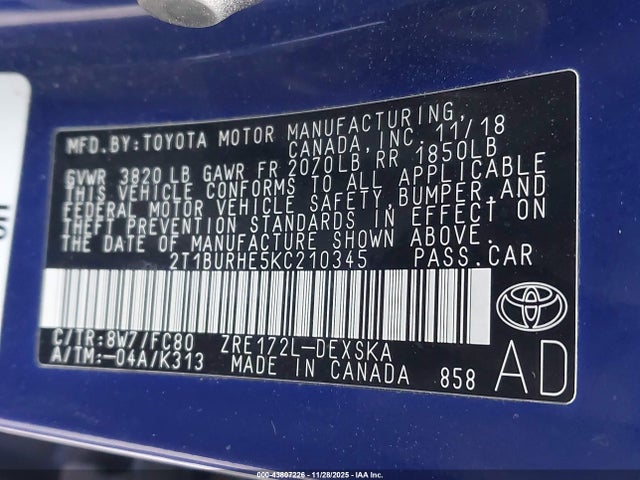 MFD.BY:TOYOTA MOTOR MANUFACTURING,
CANADA,INC. 11/18
GVWR 3820 LB GAWR FR 2070LB RR 1850LB
THIS VEHICLE CONFORMS TO ALL APPLICABLE
FEDERAL MOTOR VEHICLE SAFETY,BUMPER,AND
THEFT PREVENTION STANDARDS IN EFFECT ON
THE DATE OF MANUFACTURE SHOWN ABOVE.
2T1BURHE5KC210345 PASS.CAR
C/TR:8W7/FC80 ZRE172L-DEXSKA
A/TM:-04A/K313 MADE IN CANADA 858
AD
000-43807226 - 11/28/2025 - IAA Inc.